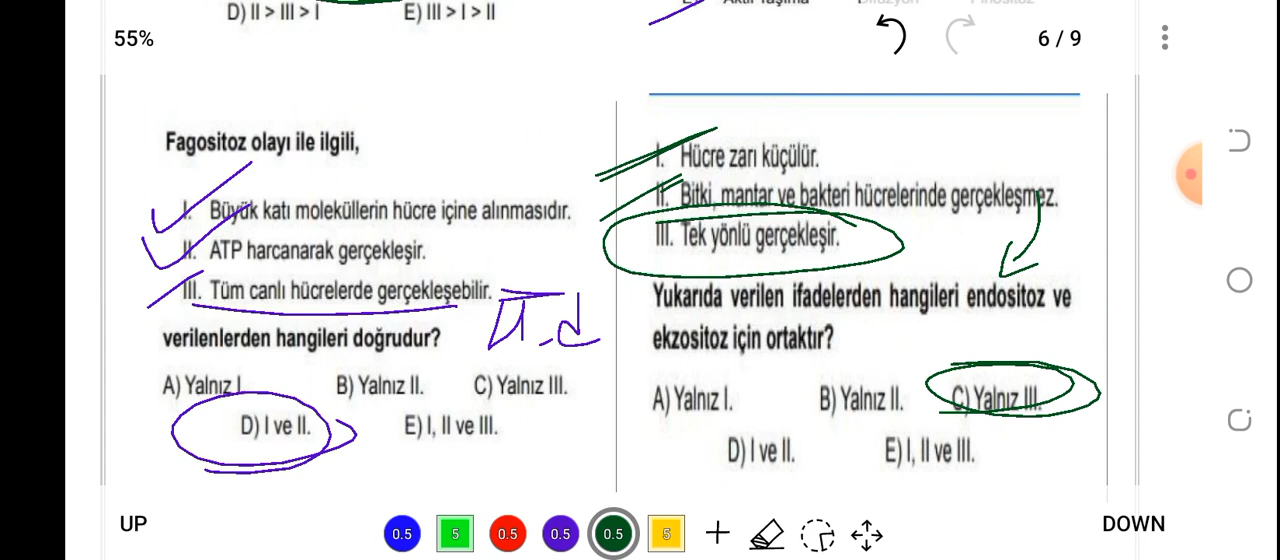 D) II > III > I
E) III > I > II
Aktif Taşıma
55%
6 / 9
Fagositoz olayı ile ilgili,
I. Büyük katı moleküllerin hücre içine alınmasıdır.
II. ATP harcanarak gerçekleşir.
III. Tüm canlı hücrelerde gerçekleşebilir.
verilenlerden hangileri doğrudur?
A) Yalnız I
B) Yalnız II.
C) Yalnız III.
D) I ve II.
E) I, II ve III.
I. Hücre zarı küçülür.
II. Bitki, mantar ve bakteri hücrelerinde gerçekleşmez.
III. Tek yönlü gerçekleşir.
Yukarıda verilen ifadelerden hangileri endositoz ve
ekzositoz için ortaktır?
A) Yalnız I.
B) Yalnız II.
C) Yalnız III.
D) I ve II.
E) I, II ve III.
UP
0.5
5
0.5
0.5
0.5
5
DOWN